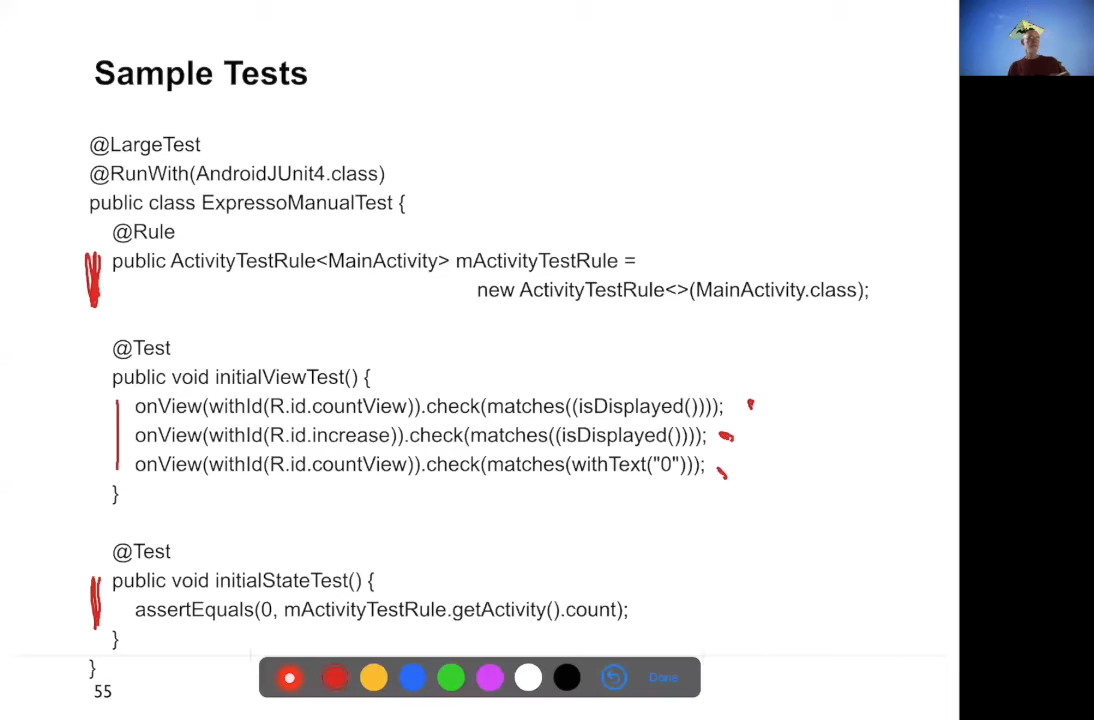 Sample Tests
@LargeTest
@RunWith(AndroidJUnit4.class)
public class ExpressoManualTest {
@Rule
public ActivityTestRule<MainActivity> mActivityTestRule =
new ActivityTestRule<>(MainActivity.class);
@Test
public void initialViewTest() {
onView(withId(R.id.countView)).check(matches((isDisplayed())));
onView(withId(R.id.increase)).check(matches((isDisplayed())));
onView(withId(R.id.countView)).check(matches(withText("0")));
}
@Test
public void initialStateTest() {
assertEquals(0, mActivityTestRule.getActivity().count);
}
}
55
Done